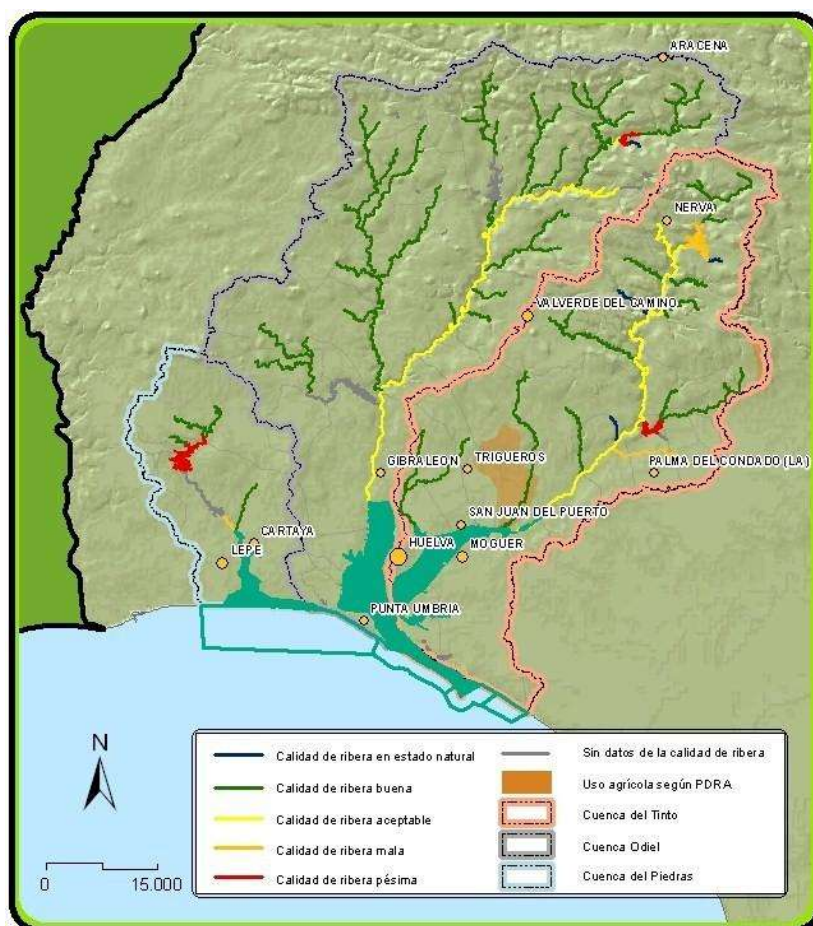 ARACENA
NERVA
VALVERDE DEL CAMINO
GIBRALEON
TRIGUEROS
PALMA DEL CONDADO (LA)
SAN JUAN DEL PUERTO
CARTAYA
HUELVA
MOGUER
LEPE
PUNTA UMBRIA
N
0
15.000
Calidad de ribera en estado natural
Calidad de ribera buena
Calidad de ribera aceptable
Calidad de ribera mala
Calidad de ribera pésima
Sin datos de la calidad de ribera
Uso agrícola según PDRA
Cuenca del Tinto
Cuenca Odiel
Cuenca del Piedras